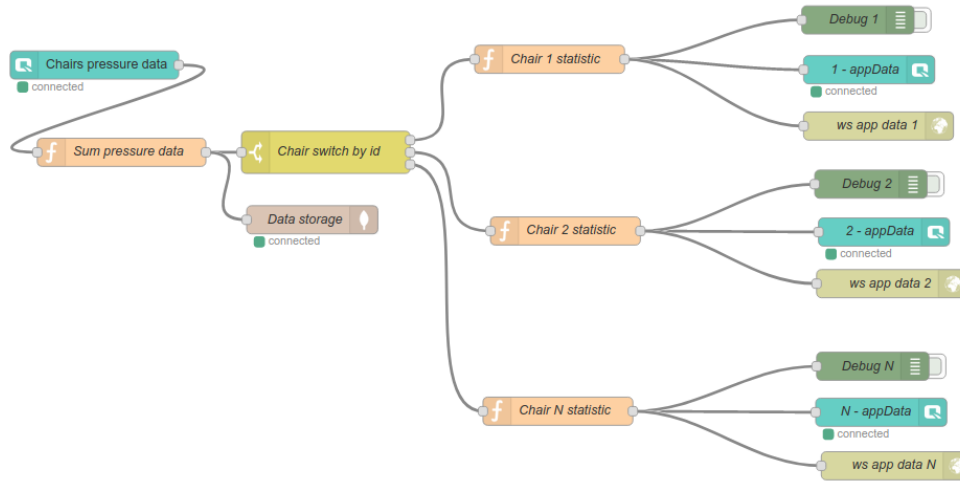 Debug 1
Chairs pressure data
connected
Chair 1 statistic
1 - appData
connected
ws app data 1
Sum pressure data
Chair switch by id
Debug 2
Data storage
connected
Chair 2 statistic
2 - appData
connected
ws app data 2
Debug N
Chair N statistic
N - appData
connected
ws app data N